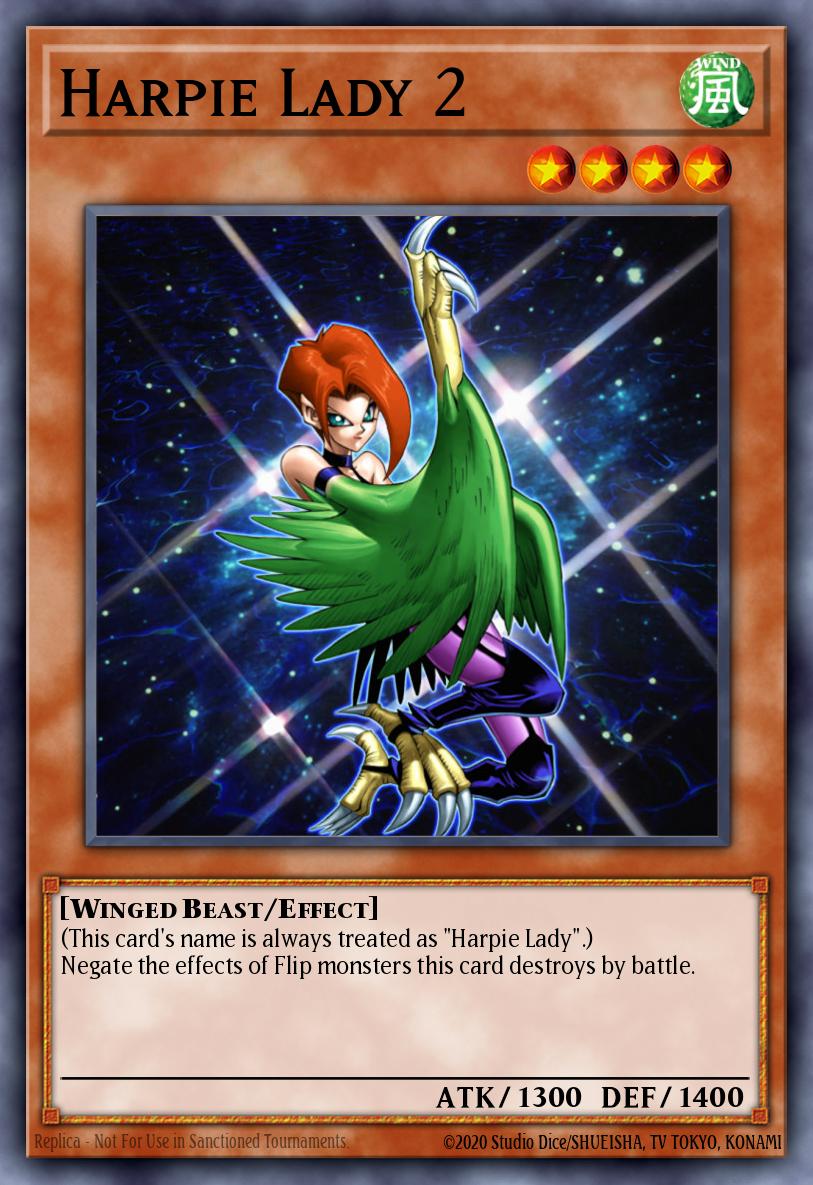 Harpie Lady 2
WIND
風
[Winged Beast/Effect]
(This card's name is always treated as "Harpie Lady".)
Negate the effects of Flip monsters this card destroys by battle.
ATK/1300 DEF/1400
Replica - Not For Use in Sanctioned Tournaments.
©2020 Studio Dice/SHUEISHA, TV TOKYO, KONAMI